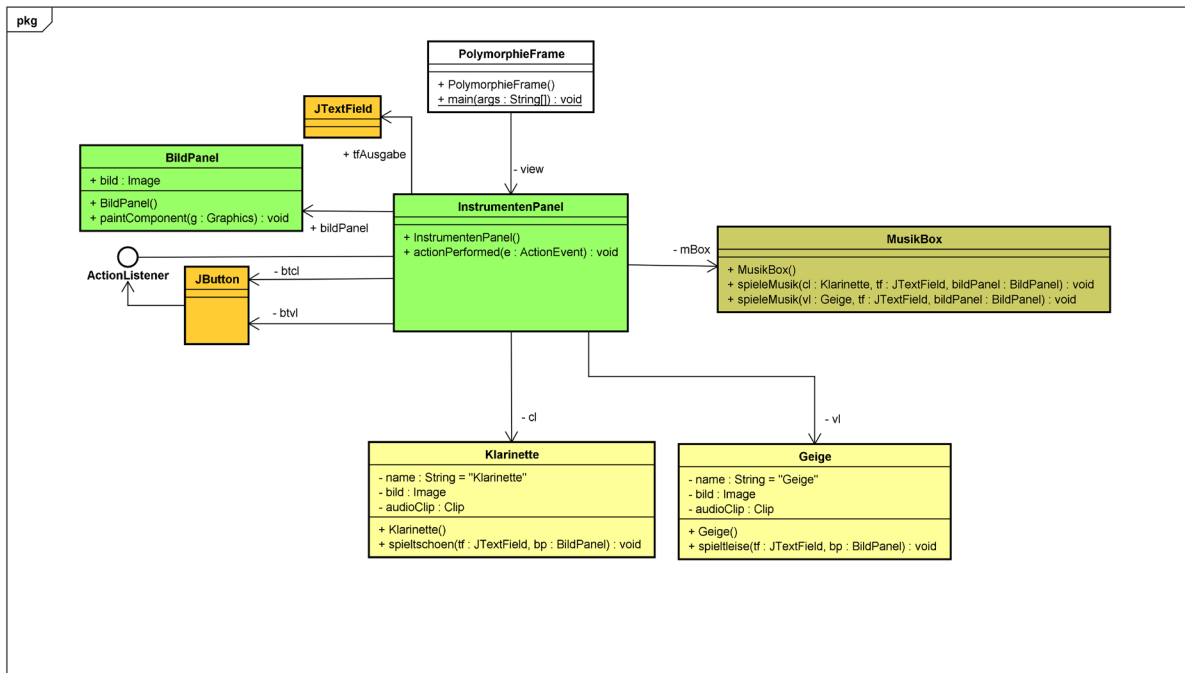 pkg
PolymorphieFrame
+ PolymorphieFrame()
+ main(args : String[]) : void
JTextField
+ tfAusgabe
- view
BildPanel
+ bild : Image
+ BildPanel()
+ paintComponent(g : Graphics) : void
+ bildPanel
InstrumentenPanel
+ InstrumentenPanel()
+ actionPerformed(e : ActionEvent) : void
- mBox
MusikBox
+ MusikBox()
+ spieleMusik(cl : Klarinette, tf : JTextField, bildPanel : BildPanel) : void
+ spieleMusik(vl : Geige, tf : JTextField, bildPanel : BildPanel) : void
ActionListener
JButton
- btcl
- btvl
- cl
- vl
Klarinette
- name : String = "Klarinette"
- bild : Image
- audioClip : Clip
+ Klarinette()
+ spieltschoen(tf : JTextField, bp : BildPanel) : void
Geige
- name : String = "Geige"
- bild : Image
- audioClip : Clip
+ Geige()
+ spieltleise(tf : JTextField, bp : BildPanel) : void